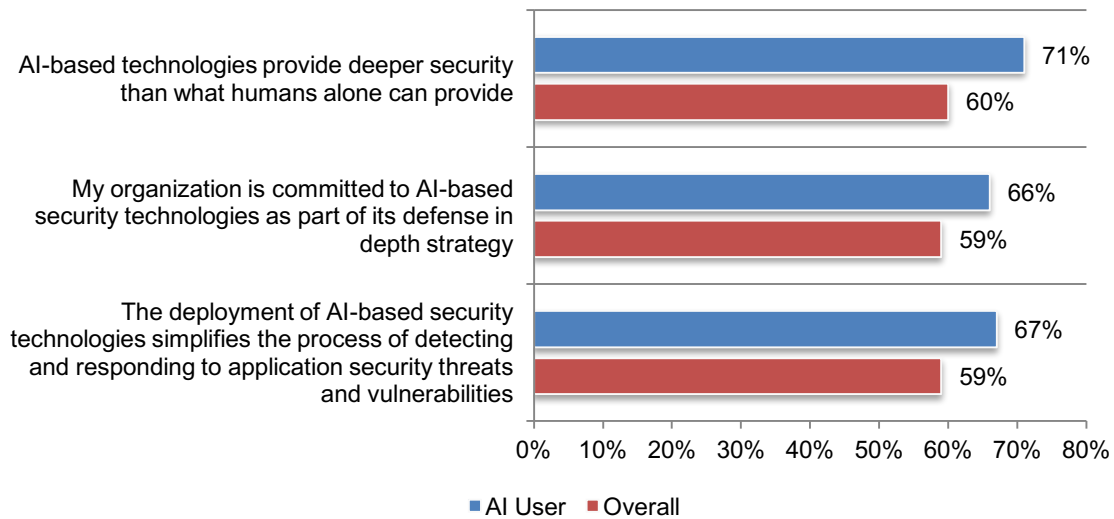 AI-based technologies provide deeper security
than what humans alone can provide
71%
60%
My organization is committed to AI-based
security technologies as part of its defense in
depth strategy
66%
59%
The deployment of AI-based security
technologies simplifies the process of detecting
and responding to application security threats
and vulnerabilities
67%
59%
0% 10% 20% 30% 40% 50% 60% 70% 80%
AI User Overall